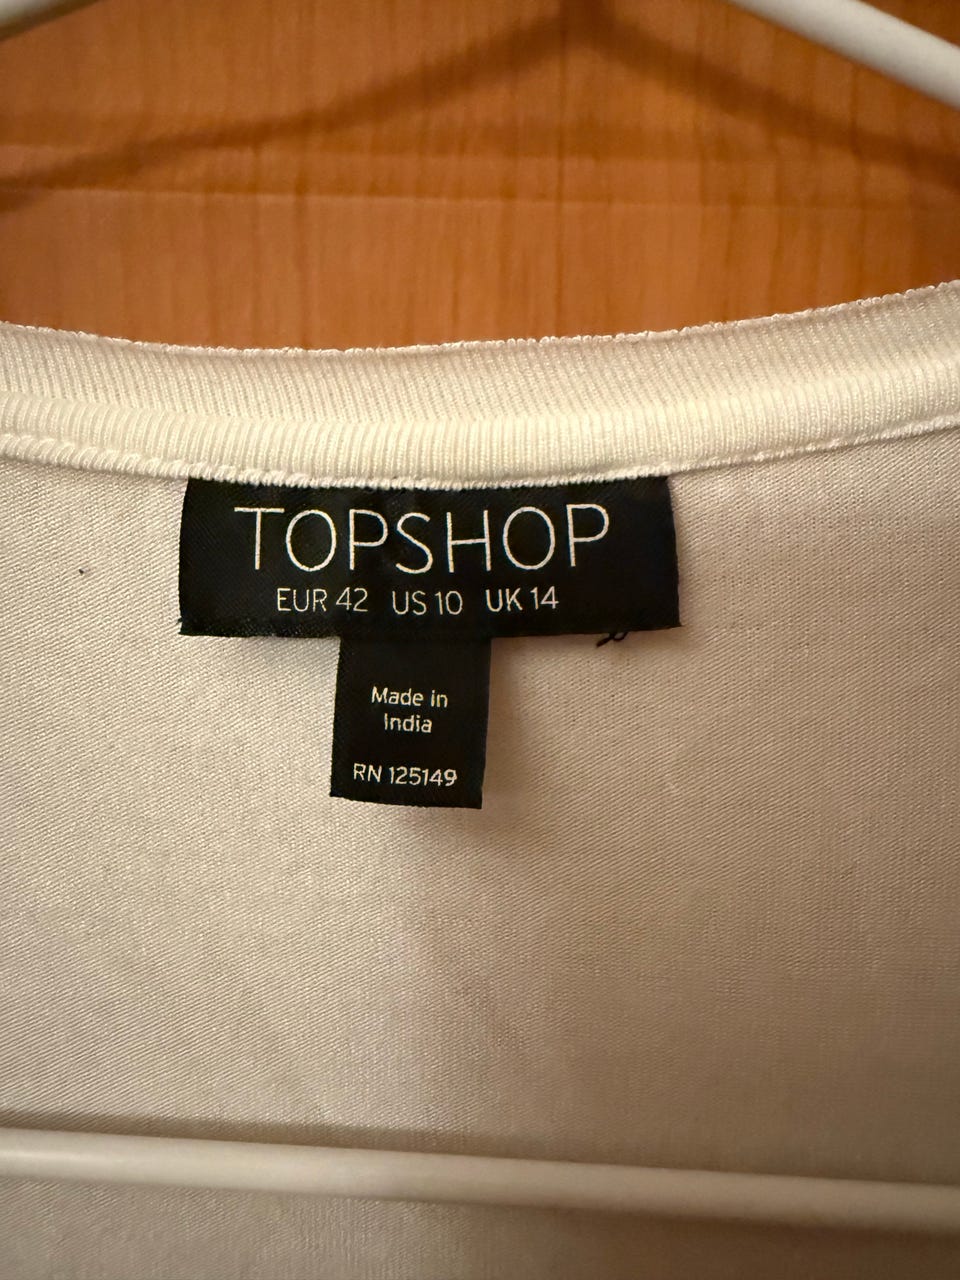 TOPSHOP
EUR 42 US 10 UK 14
Made in
India
RN 125149